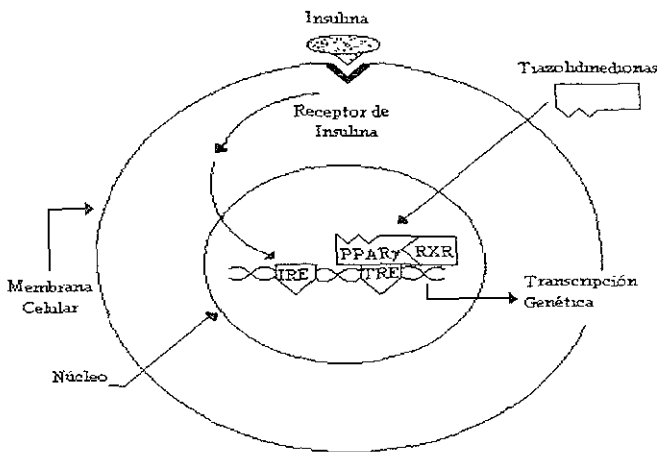 Insulina
Tiazolidinedionas
Receptor de
Insulina
PPARγ
RXR
IRE
TRE
Membrana
Celular
Transcripción
Genética
Núcleo